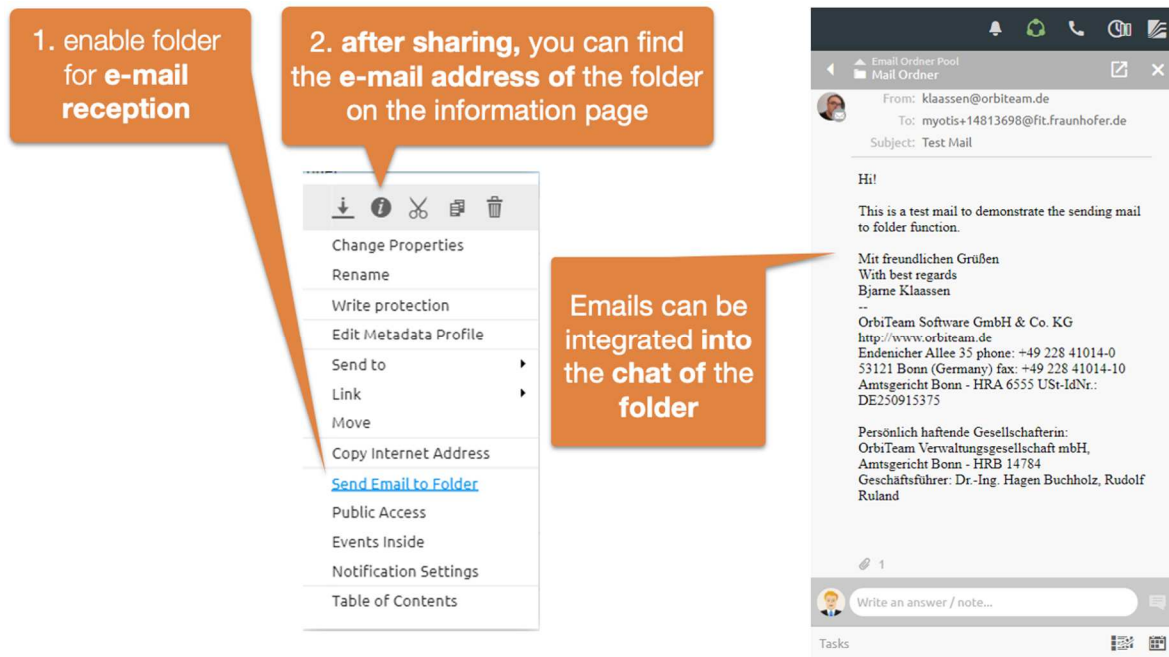 1. enable folder
for e-mail
reception
2. after sharing, you can find
the e-mail address of the folder
on the information page
Change Properties
Rename
Write protection
Edit Metadata Profile
Send to
Link
Move
Copy Internet Address
Send Email to Folder
Public Access
Events Inside
Notification Settings
Table of Contents
Emails can be
integrated into
the chat of the
folder
Email Ordner Pool
Mail Ordner
From: klaassen@orbiteam.de
To: myotis+14813698@fit.fraunhofer.de
Subject: Test Mail
Hi!
This is a test mail to demonstrate the sending mail
to folder function.
Mit freundlichen Grüßen
With best regards
Bjarne Klaassen
--
OrbiTeam Software GmbH & Co. KG
http://www.orbiteam.de
Endenicher Allee 35 phone: +49 228 41014-0
53121 Bonn (Germany) fax: +49 228 41014-10
Amtsgericht Bonn - HRA 6555 USt-IdNr.:
DE250915375
Persönlich haftende Gesellschafterin:
OrbiTeam Verwaltungsgesellschaft mbH,
Amtsgericht Bonn - HRB 14784
Geschäftsführer: Dr.-Ing. Hagen Buchholz, Rudolf
Ruland
1
Write an answer / note...
Tasks